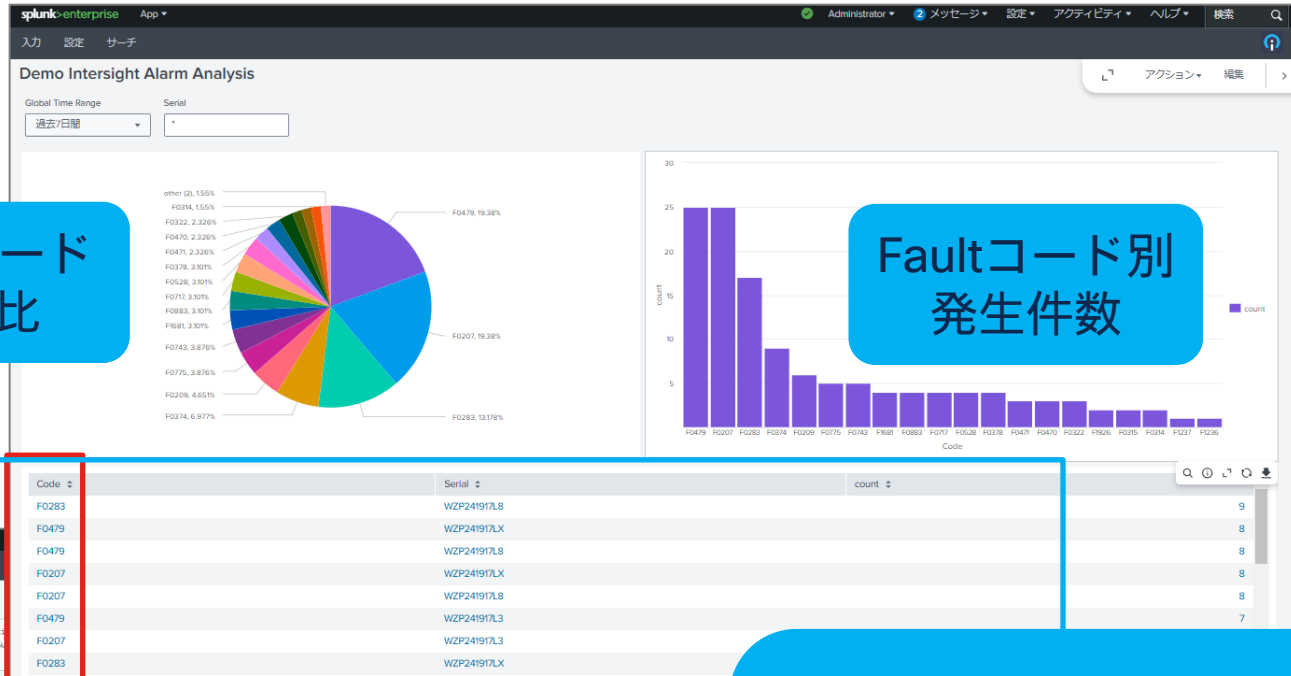 splunk>enterprise App
Administrator 2 メッセージ 設定 アクティビティ ヘルプ 検索
入力 設定 サーチ
Demo Intersight Alarm Analysis
アクション 編集
Global Time Range Serial
過去7日間 *
other (2), 1.55%
F0314, 1.55%
F0322, 2.326%
F0470, 2.326%
F0471, 2.326%
F0378, 3.101%
F0528, 3.101%
F0717, 3.101%
F0883, 3.101%
F1681, 3.101%
F0743, 3.876%
F0775, 3.876%
F0209, 4.651%
F0374, 6.977%
F0479, 19.38%
F0207, 19.38%
F0283, 13.178%
ード
比
30
25
20
15
10
5
count
F0479 F0207 F0283 F0374 F0209 F0775 F0743 F1681 F0883 F0717 F0528 F0378 F0471 F0470 F0322 F1926 F0315 F0314 F1237 F1236
Code
count
Faultコード別
発生件数
Code Serial count
F0283 WZP241917L8 9
F0479 WZP241917LX 8
F0479 WZP241917L8 8
F0207 WZP241917LX 8
F0207 WZP241917L8 8
F0479 WZP241917L3 7
F0207 WZP241917L3
F0283 WZP241917LX